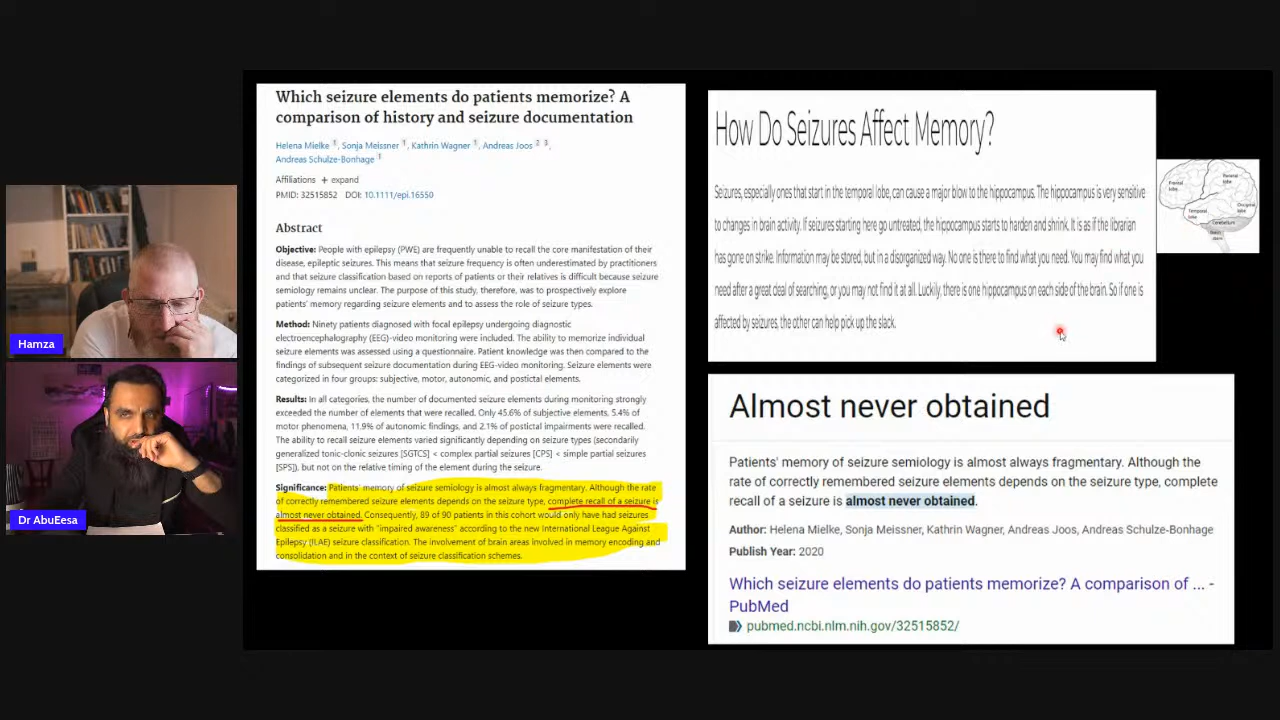 Which seizure elements do patients memorize? A
comparison of history and seizure documentation
Helena Mielke 1, Sonja Meissner 1, Kathrin Wagner 1, Andreas Joos 2 3,
Andreas Schulze-Bonhage 1
Affiliations + expand
PMID: 32515852 DOI: 10.1111/epi.16550
Abstract
Objective: People with epilepsy (PWE) are frequently unable to recall the core manifestation of their
disease, epileptic seizures. This means that seizure frequency is often underestimated by practitioners
and that seizure classification based on reports of patients or their relatives is difficult because seizure
semiology remains unclear. The purpose of this study, therefore, was to prospectively explore
patients' memory regarding seizure elements and to assess the role of seizure types.
Method: Ninety patients diagnosed with focal epilepsy undergoing diagnostic
electroencephalography (EEG)-video monitoring were included. The ability to memorize individual
seizure elements was assessed using a questionnaire. Patient knowledge was then compared to the
findings of subsequent seizure documentation during EEG-video monitoring. Seizure elements were
categorized in four groups: subjective, motor, autonomic, and postictal elements.
Results: In all categories, the number of documented seizure elements during monitoring strongly
exceeded the number of elements that were recalled. Only 45.6% of subjective elements, 5.4% of
motor phenomena, 11.9% of autonomic findings, and 2.1% of postictal impairments were recalled.
The ability to recall seizure elements varied significantly depending on seizure types (secondarily
generalized tonic-clonic seizures [SGTCS] < complex partial seizures [CPS] < simple partial seizures
[SPS]), but not on the relative timing of the element during the seizure.
Significance: Patients' memory of seizure semiology is almost always fragmentary. Although the rate
of correctly remembered seizure elements depends on the seizure type, complete recall of a seizure is
almost never obtained. Consequently, 89 of 90 patients in this cohort would only have had seizures
classified as a seizure with "impaired awareness" according to the new International League Against
Epilepsy (ILAE) seizure classification. The involvement of brain areas involved in memory encoding and
consolidation and in the context of seizure classification schemes.
How Do Seizures Affect Memory?
Seizures, especially ones that start in the temporal lobe, can cause a major blow to the hippocampus. The hippocampus is very sensitive
to changes in brain activity. If seizures starting here go untreated, the hippocampus starts to harden and shrink. It is as if the librarian
has gone on strike. Information may be stored, but in a disorganized way. No one is there to find what you need. You may find what you
need after a great deal of searching, or you may not find it at all. Luckily, there is one hippocampus on each side of the brain. So if one is
affected by seizures, the other can help pick up the slack.
Frontal
lobe
Parietal
lobe
Temporal
lobe
Occipital
lobe
Cerebellum
Brain
stem
Almost never obtained
Patients' memory of seizure semiology is almost always fragmentary. Although the
rate of correctly remembered seizure elements depends on the seizure type, complete
recall of a seizure is almost never obtained.
Author: Helena Mielke, Sonja Meissner, Kathrin Wagner, Andreas Joos, Andreas Schulze-Bonhage
Publish Year: 2020
Which seizure elements do patients memorize? A comparison of ... -
PubMed
pubmed.ncbi.nlm.nih.gov/32515852/
Hamza
Dr AbuEesa